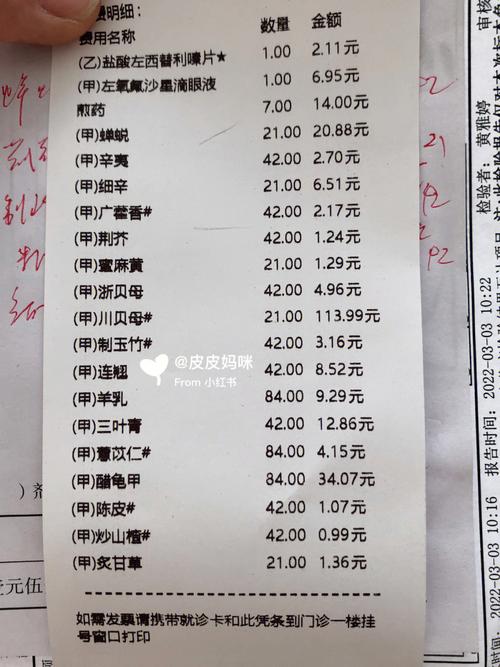 费明细:
费用名称 数量 金额
(乙)盐酸左西替利嗪片★ 1.00 2.11元
(甲)左氧氟沙星滴眼液 1.00 6.95元
煎药 7.00 14.00元
(甲)蝉蜕 21.00 20.88元
(甲)辛夷 42.00 2.70元
(甲)细辛 21.00 6.51元
(甲)广藿香# 42.00 2.17元
(甲)荆芥 42.00 1.24元
(甲)蜜麻黄 21.00 1.29元
(甲)浙贝母 42.00 4.96元
(甲)川贝母# 21.00 113.99元
(甲)制玉竹# 42.00 3.16元
(甲)连翘 42.00 8.52元
(甲)羊乳 84.00 9.29元
(甲)三叶青 42.00 12.86元
(甲)薏苡仁# 84.00 4.15元
(甲)醋龟甲 84.00 34.07元
(甲)陈皮# 42.00 1.07元
(甲)炒山楂# 42.00 0.99元
(甲)炙甘草 21.00 1.36元
如需发票请携带就诊卡和此凭条到门诊一楼挂
号窗口打印
@皮皮妈咪
From 小红书
)剂
元伍
审核
检验者: 黄雅婷
2022-03-03 10:16 报告时间: 2022-03-03 10:22